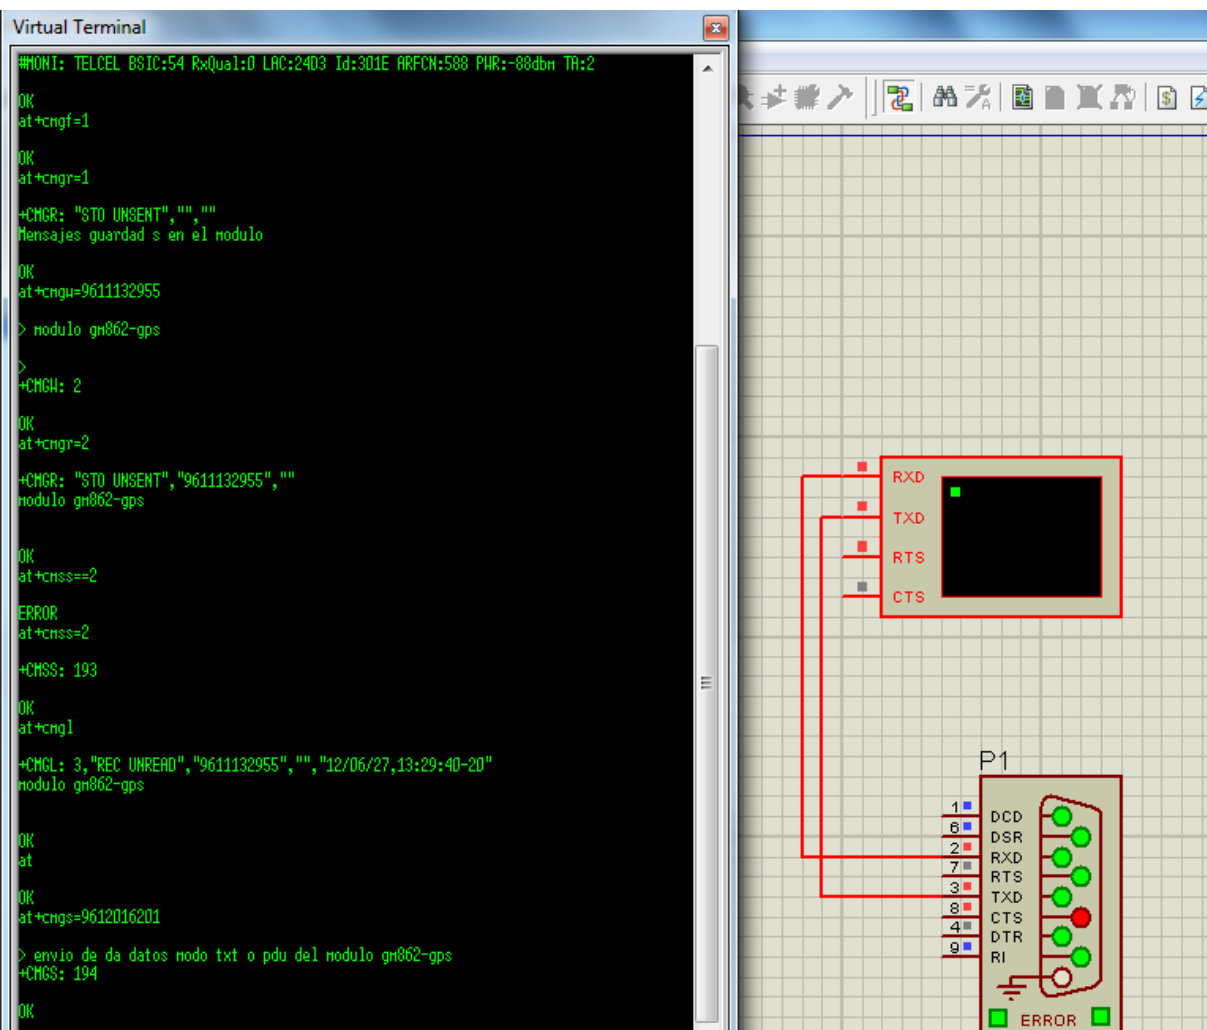 Virtual Terminal
#MONI: TELCEL BSIC:54 RxQual:0 LAC:24D3 Id:301E ARFCN:588 PWR:-88dbm TA:2
OK
at+cmgf=1
OK
at+cmgr=1
+CMGR: "STO UNSENT","",""
Mensajes guardad s en el modulo
OK
at+cmgw=9611132955
> modulo gm862-gps
>
+CMGW: 2
OK
at+cmgr=2
+CMGR: "STO UNSENT","9611132955",""
modulo gm862-gps
OK
at+cmss==2
ERROR
at+cmss=2
+CMSS: 193
OK
at+cmgl
+CMGL: 3,"REC UNREAD","9611132955","","12/06/27,13:29:40-20"
modulo gm862-gps
OK
at
OK
at+cmgs=9612016201
> envio de da datos modo txt o pdu del modulo gm862-gps
+CMGS: 194
OK
RXD
TXD
RTS
CTS
P1
1 DCD
6 DSR
2 RXD
7 RTS
3 TXD
8 CTS
4 DTR
9 RI
ERROR